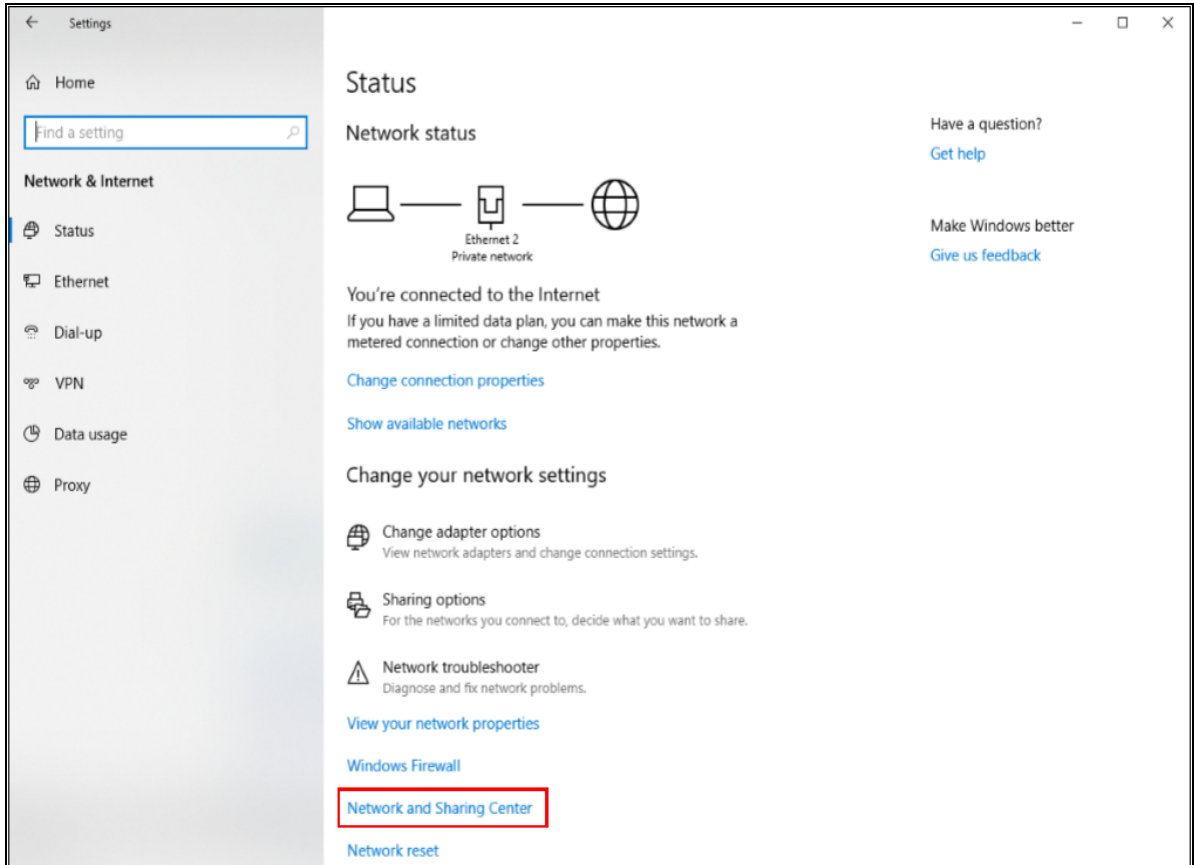 Settings
Home
Find a setting
Network & Internet
Status
Ethernet
Dial-up
VPN
Data usage
Proxy
Status
Network status
Ethernet 2
Private network
You're connected to the Internet
If you have a limited data plan, you can make this network a
metered connection or change other properties.
Change connection properties
Show available networks
Change your network settings
Change adapter options
View network adapters and change connection settings.
Sharing options
For the networks you connect to, decide what you want to share.
Network troubleshooter
Diagnose and fix network problems.
View your network properties
Windows Firewall
Network and Sharing Center
Network reset
Have a question?
Get help
Make Windows better
Give us feedback